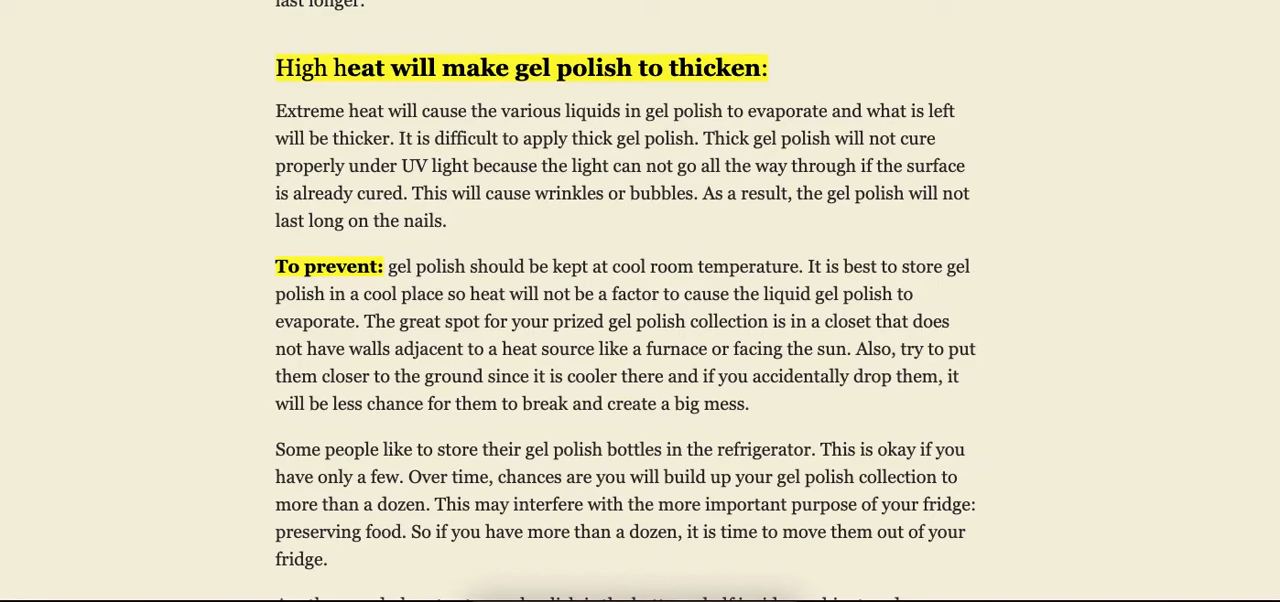 last longer.
High heat will make gel polish to thicken:
Extreme heat will cause the various liquids in gel polish to evaporate and what is left
will be thicker. It is difficult to apply thick gel polish. Thick gel polish will not cure
properly under UV light because the light can not go all the way through if the surface
is already cured. This will cause wrinkles or bubbles. As a result, the gel polish will not
last long on the nails.
To prevent: gel polish should be kept at cool room temperature. It is best to store gel
polish in a cool place so heat will not be a factor to cause the liquid gel polish to
evaporate. The great spot for your prized gel polish collection is in a closet that does
not have walls adjacent to a heat source like a furnace or facing the sun. Also, try to put
them closer to the ground since it is cooler there and if you accidentally drop them, it
will be less chance for them to break and create a big mess.
Some people like to store their gel polish bottles in the refrigerator. This is okay if you
have only a few. Over time, chances are you will build up your gel polish collection to
more than a dozen. This may interfere with the more important purpose of your fridge:
preserving food. So if you have more than a dozen, it is time to move them out of your
fridge.